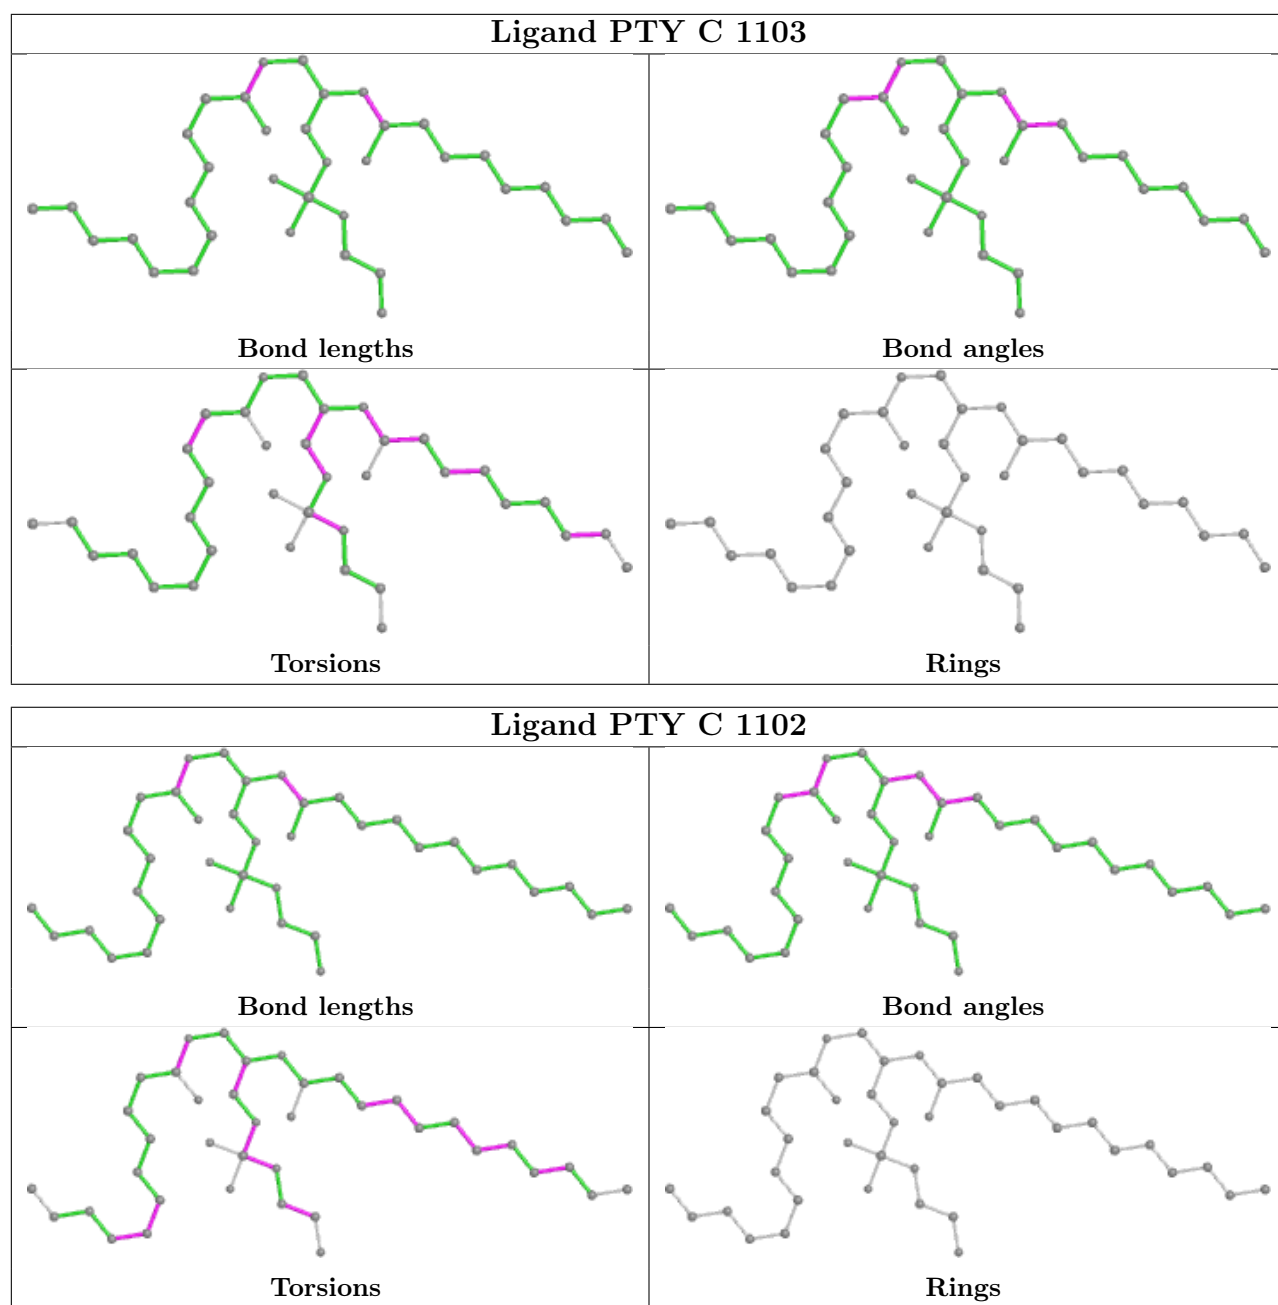 Ligand PTY C 1103
Bond lengths
Bond angles
Torsions
Rings
Ligand PTY C 1102
Bond lengths
Bond angles
Torsions
Rings